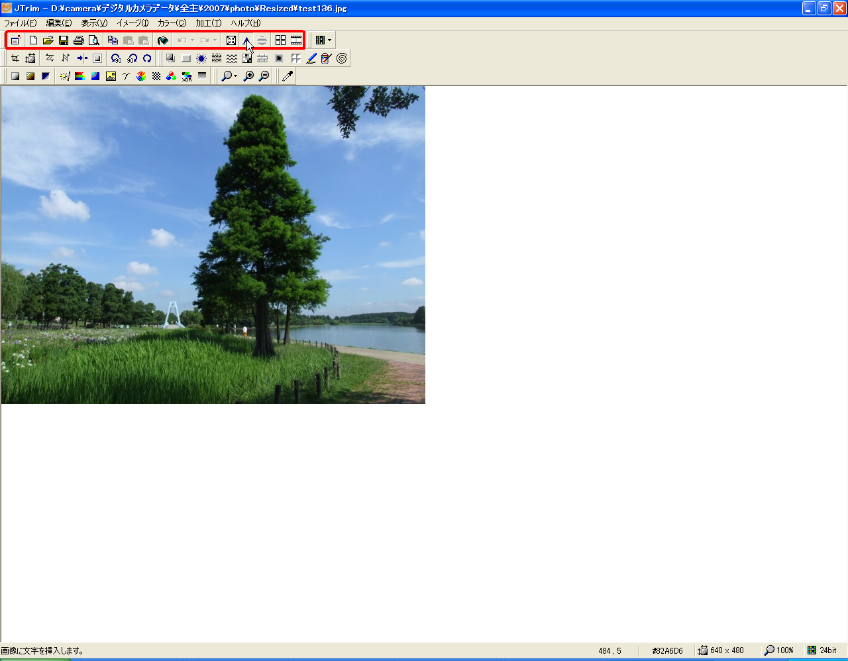 JTrim - D:¥camera¥デジタルカメラデータ¥全主¥2007¥photo¥Resized¥test136.jpg
ファイル(F) 編集(E) 表示(V) イメージ(I) カラー(C) 加工(T) ヘルプ(H)
画像に文字を挿入します。 484 , 5 #82A6D6 640 x 480 100% 24bit